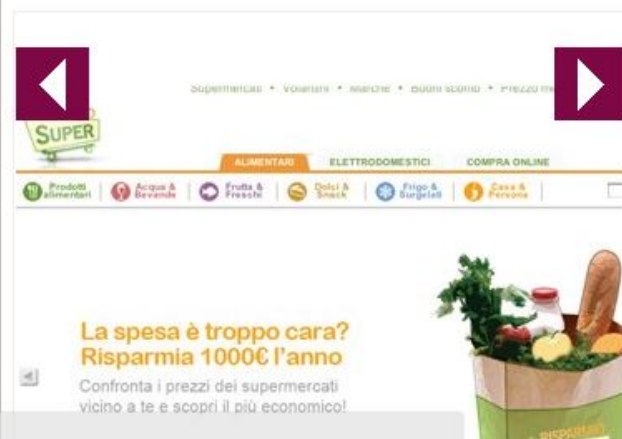 Supermercati • Volantini • Marche • Buoni sconto •
SUPER
ALIMENTARI ELETTRODOMESTICI COMPRA ONLINE
Prodotti alimentari Acqua & Bevande Frutta & Freschi Dolci & Snack Frigo & Surgelati Casa & Persona
La spesa è troppo cara?
Risparmia 1000€ l'anno
Confronta i prezzi dei supermercati
vicino a te e scopri il più economico!